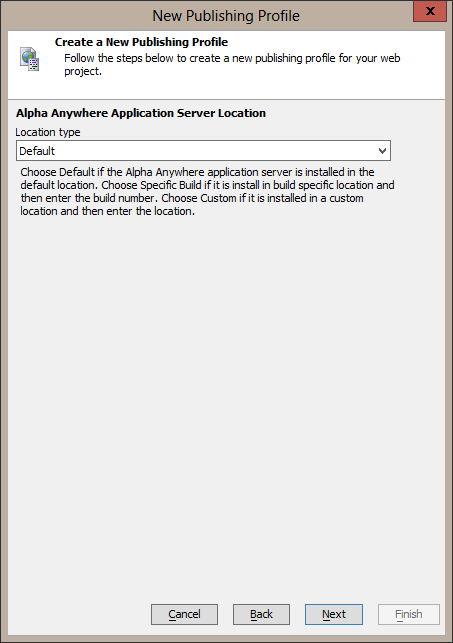 New Publishing Profile
x
Create a New Publishing Profile
Follow the steps below to create a new publishing profile for your web
project.
Alpha Anywhere Application Server Location
Location type
Default
Choose Default if the Alpha Anywhere application server is installed in the
default location. Choose Specific Build if it is install in build specific location and
then enter the build number. Choose Custom if it is installed in a custom
location and then enter the location.
Cancel
Back
Next
Finish